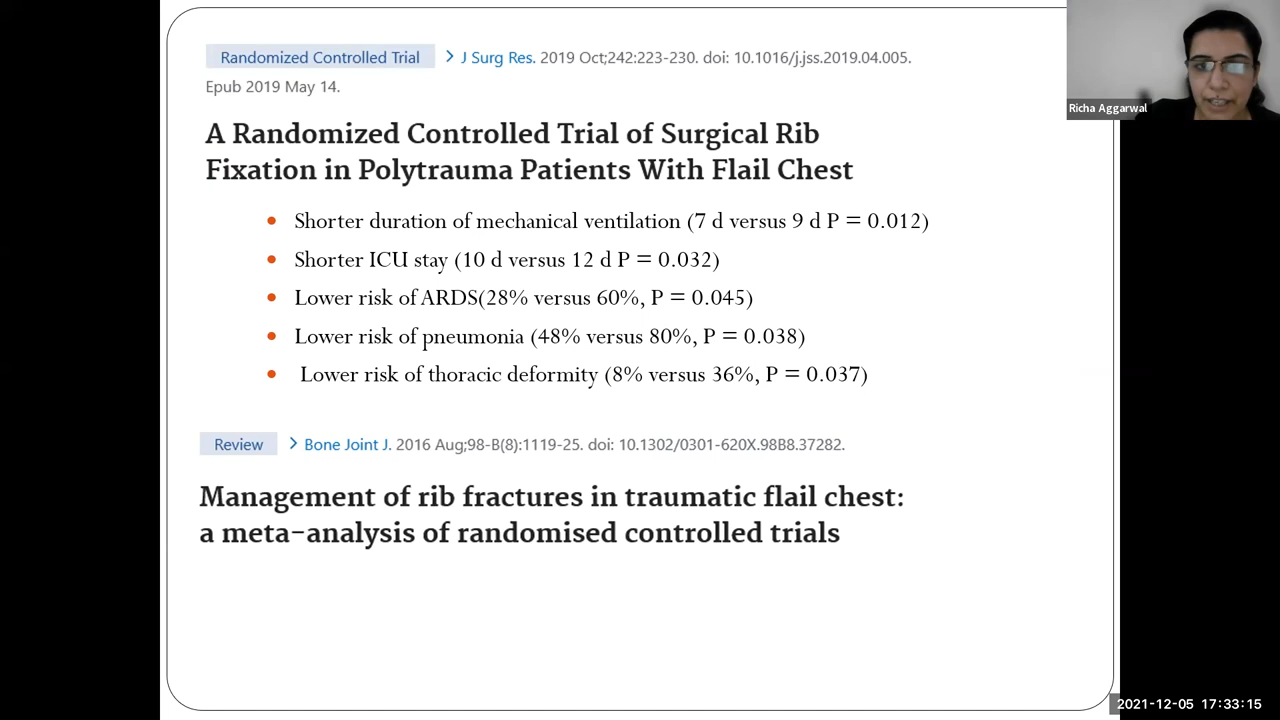 Randomized Controlled Trial > J Surg Res. 2019 Oct;242:223-230. doi: 10.1016/j.jss.2019.04.005.
Epub 2019 May 14.
A Randomized Controlled Trial of Surgical Rib
Fixation in Polytrauma Patients With Flail Chest
• Shorter duration of mechanical ventilation (7 d versus 9 d P = 0.012)
• Shorter ICU stay (10 d versus 12 d P = 0.032)
• Lower risk of ARDS(28% versus 60%, P = 0.045)
• Lower risk of pneumonia (48% versus 80%, P = 0.038)
• Lower risk of thoracic deformity (8% versus 36%, P = 0.037)
Review > Bone Joint J. 2016 Aug;98-B(8):1119-25. doi: 10.1302/0301-620X.98B8.37282.
Management of rib fractures in traumatic flail chest:
a meta-analysis of randomised controlled trials
Richa Aggarwal
2021-12-05 17:33:15